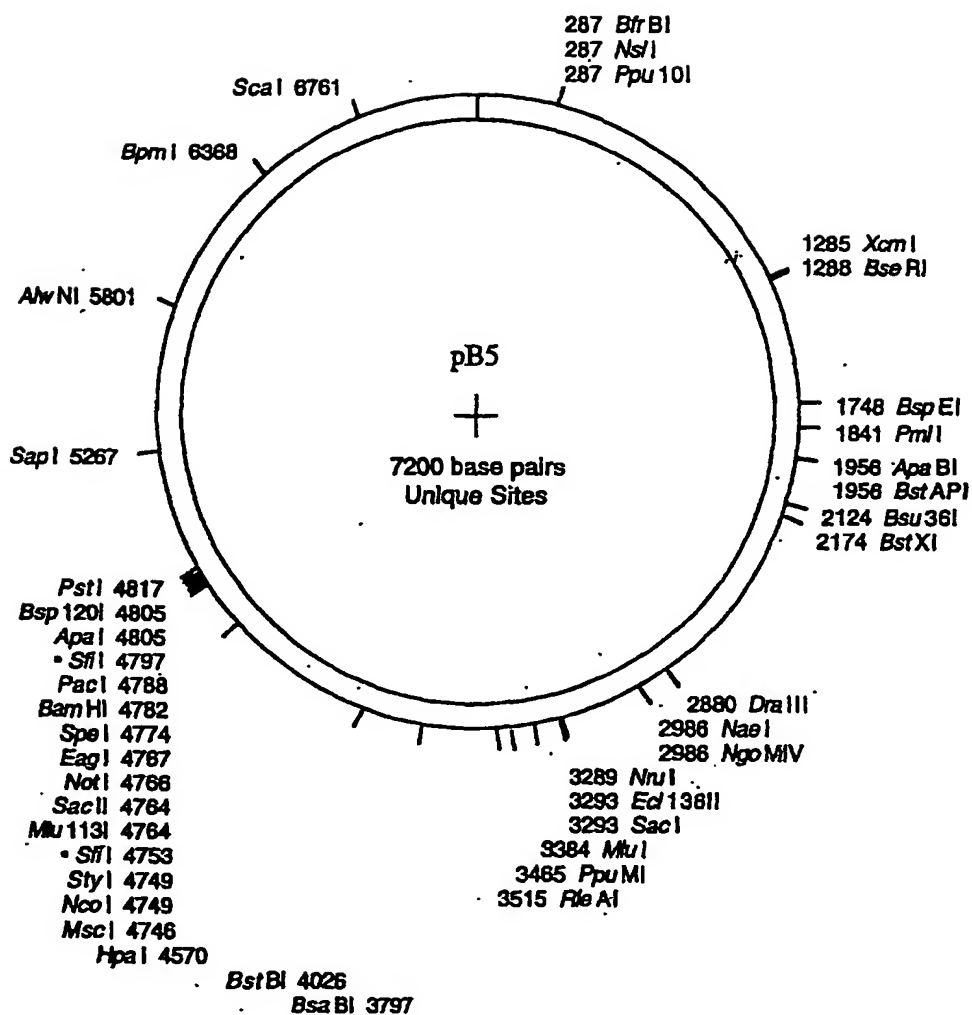 287 BfrBI
287 NsiI
287 Ppu10I
ScaI 6761
BpmI 6368
1285 XcmI
1288 BseRI
AlwNI 5801
pB5
1748 BspEI
1841 PmlI
SapI 5267
7200 base pairs
Unique Sites
1956 ApaBI
1956 BstAPI
2124 Bsu36I
2174 BstXI
PstI 4817
Bsp120I 4805
ApaI 4805
• SfiI 4797
PacI 4788
BamHI 4782
SpeI 4774
EagI 4767
NotI 4766
SacII 4764
Mlu113I 4764
• SfiI 4753
StyI 4749
NcoI 4749
MscI 4746
HpaI 4570
BstBI 4026
BsaBI 3797
2880 DraIII
2986 NaeI
2986 NgoMIV
3289 NruI
3293 Ecl136II
3293 SacI
3384 MluI
3465 PpuMI
3515 RleAI